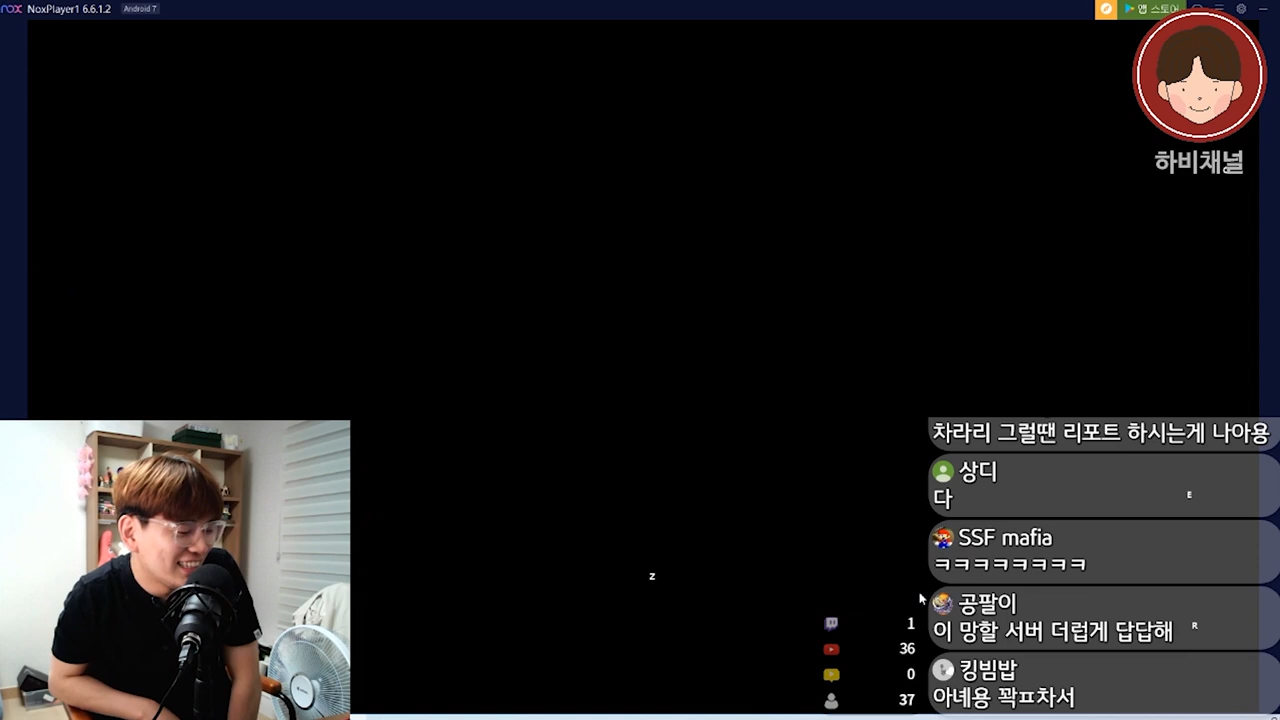 nox NoxPlayer1 6.6.1.2 Android 7
앱 스토어
하비채널
차라리 그럴땐 리포트 하시는게 나아용
상디
다
E
SSF mafia
ㅋㅋㅋㅋㅋㅋㅋㅋ
Z
공팔이
이 망할 서버 더럽게 답답해
R
1
36
0
37
킹빔밥
아녜용 꽉ㅍ차서